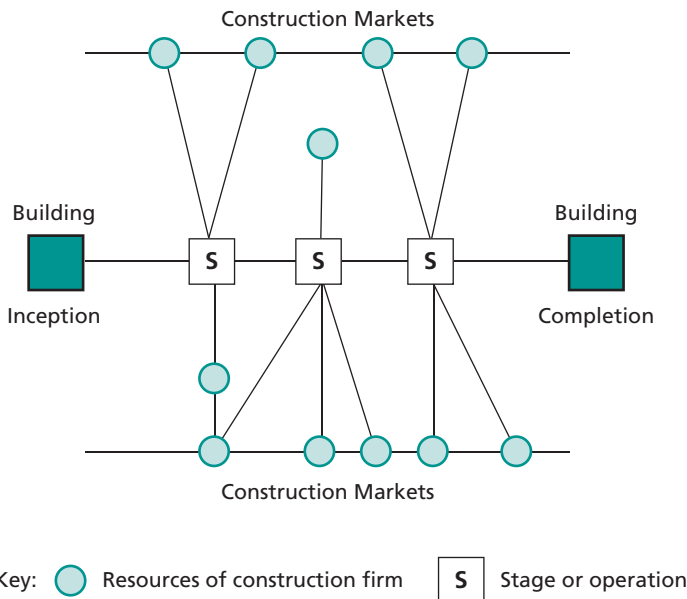 Construction Markets
Building
Building
S
S
S
Inception
Completion
Construction Markets
Key:
Resources of construction firm
S
Stage or operation